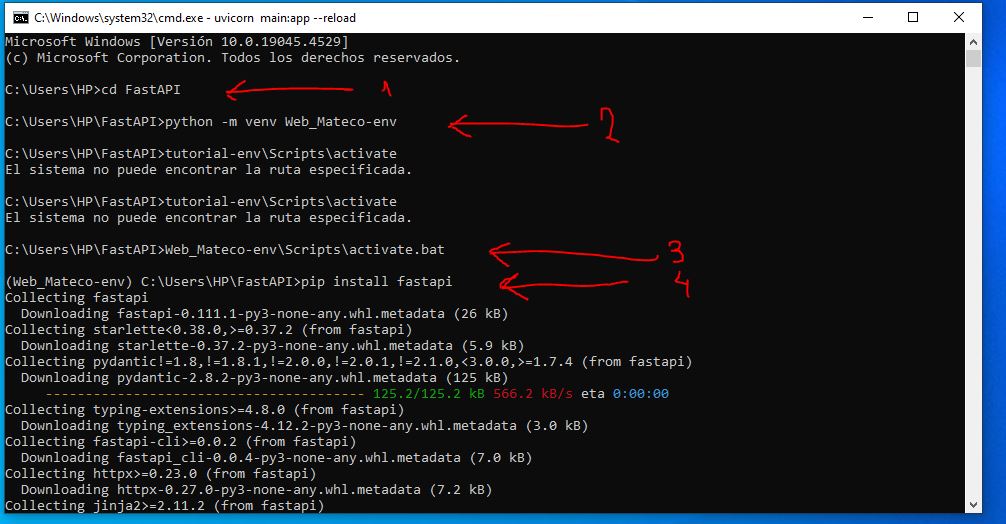 C:\Windows\system32\cmd.exe - uvicorn main:app --reload
Microsoft Windows [Versión 10.0.19045.4529]
(c) Microsoft Corporation. Todos los derechos reservados.
C:\Users\HP>cd FastAPI 1
C:\Users\HP\FastAPI>python -m venv Web_Mateco-env 2
C:\Users\HP\FastAPI>tutorial-env\Scripts\activate
El sistema no puede encontrar la ruta especificada.
C:\Users\HP\FastAPI>tutorial-env\Scripts\activate
El sistema no puede encontrar la ruta especificada.
C:\Users\HP\FastAPI>Web_Mateco-env\Scripts\activate.bat 3
(Web_Mateco-env) C:\Users\HP\FastAPI>pip install fastapi 4
Collecting fastapi
Downloading fastapi-0.111.1-py3-none-any.whl.metadata (26 kB)
Collecting starlette<0.38.0,>=0.37.2 (from fastapi)
Downloading starlette-0.37.2-py3-none-any.whl.metadata (5.9 kB)
Collecting pydantic!=1.8,!=1.8.1,!=2.0.0,!=2.0.1,!=2.1.0,<3.0.0,>=1.7.4 (from fastapi)
Downloading pydantic-2.8.2-py3-none-any.whl.metadata (125 kB)
---------------------------------------- 125.2/125.2 kB 566.2 kB/s eta 0:00:00
Collecting typing-extensions>=4.8.0 (from fastapi)
Downloading typing_extensions-4.12.2-py3-none-any.whl.metadata (3.0 kB)
Collecting fastapi-cli>=0.0.2 (from fastapi)
Downloading fastapi_cli-0.0.4-py3-none-any.whl.metadata (7.0 kB)
Collecting httpx>=0.23.0 (from fastapi)
Downloading httpx-0.27.0-py3-none-any.whl.metadata (7.2 kB)
Collecting jinja2>=2.11.2 (from fastapi)